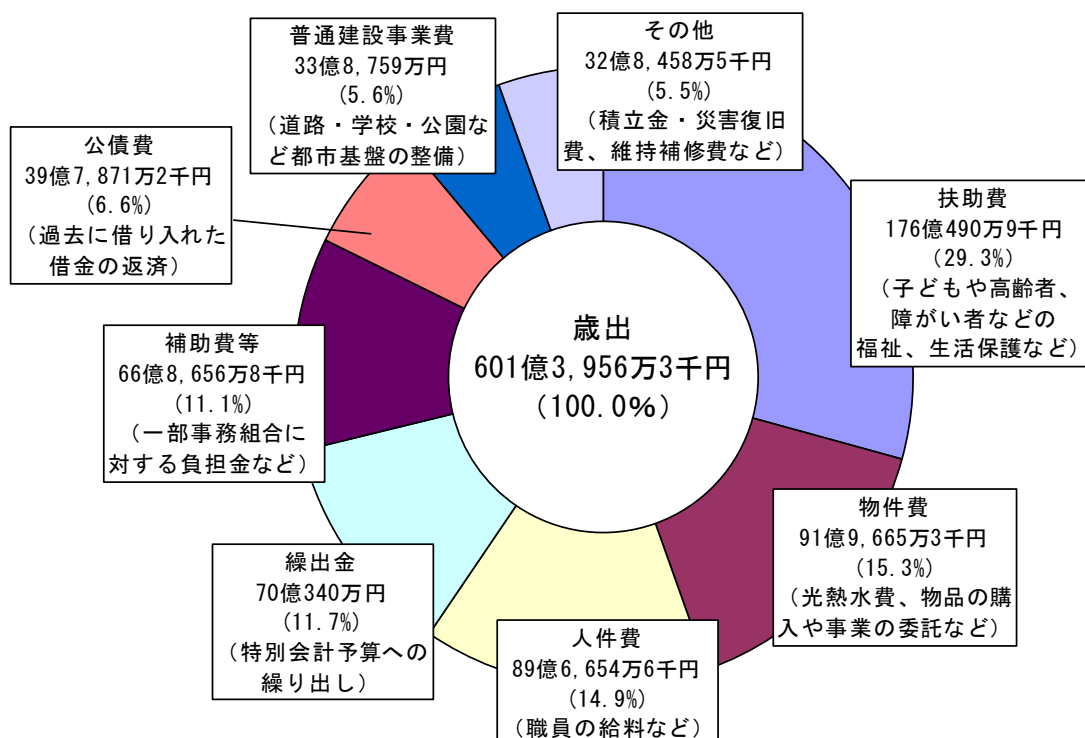 歳出
601億3,956万3千円
(100.0%)
その他
32億8,458万5千円
(5.5%)
(積立金・災害復旧
費、維持補修費など)
扶助費
176億490万9千円
(29.3%)
(子どもや高齢者、
障がい者などの
福祉、生活保護など)
物件費
91億9,665万3千円
(15.3%)
(光熱水費、物品の購
入や事業の委託など)
人件費
89億6,654万6千円
(14.9%)
(職員の給料など)
繰出金
70億340万円
(11.7%)
(特別会計予算への
繰り出し)
補助費等
66億8,656万8千円
(11.1%)
(一部事務組合に
対する負担金など)
公債費
39億7,871万2千円
(6.6%)
(過去に借り入れた
借金の返済)
普通建設事業費
33億8,759万円
(5.6%)
(道路・学校・公園な
ど都市基盤の整備)